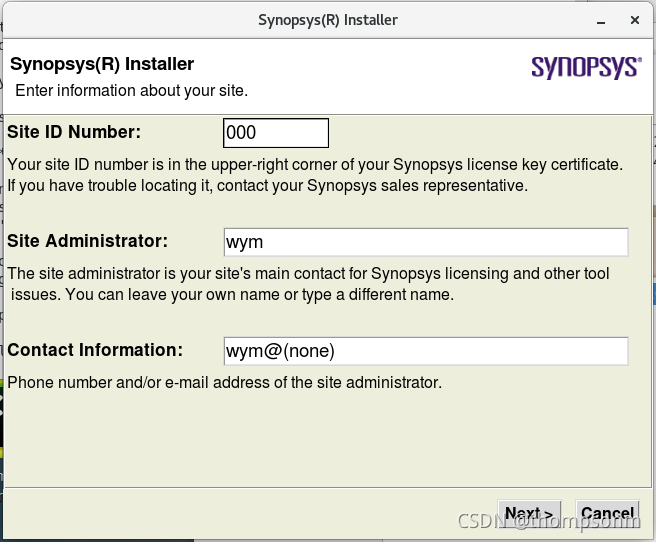 Synopsys(R) Installer
Synopsys(R) Installer
SYNOPSYS®
Enter information about your site.
Site ID Number:
000
Your site ID number is in the upper-right corner of your Synopsys license key certificate.
If you have trouble locating it, contact your Synopsys sales representative.
Site Administrator:
wym
The site administrator is your site's main contact for Synopsys licensing and other tool
issues. You can leave your own name or type a different name.
Contact Information:
wym@(none)
Phone number and/or e-mail address of the site administrator.
Next >
Cancel
CSDN @thompsonm